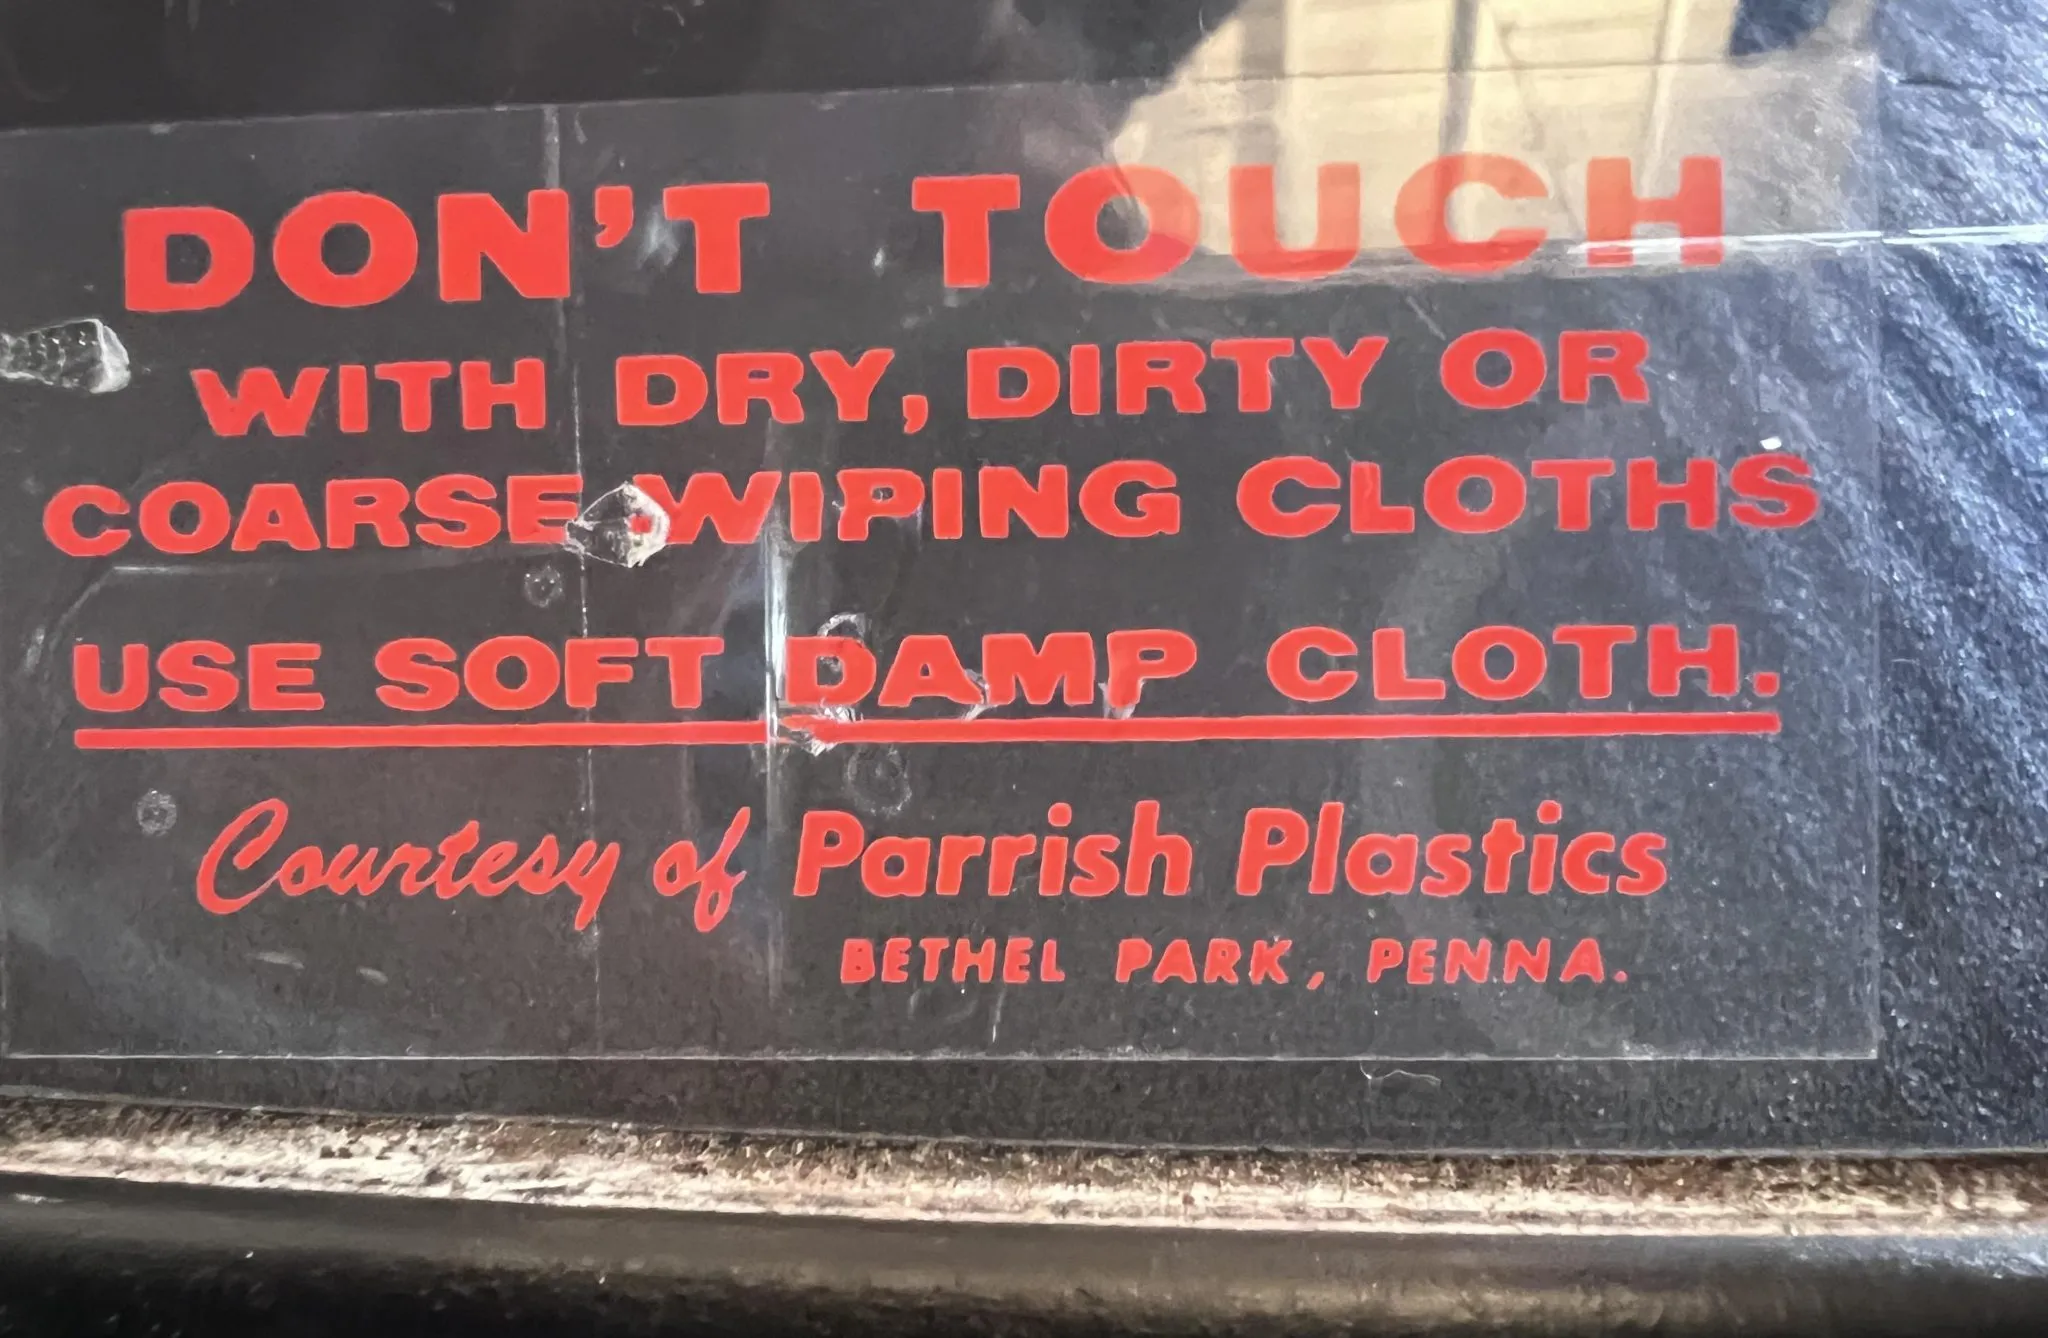 DON'T TOUCH
WITH DRY, DIRTY OR
COARSE WIPING CLOTHS
USE SOFT DAMP CLOTH.
Courtesy of Parrish Plastics
BETHEL PARK, PENNA.